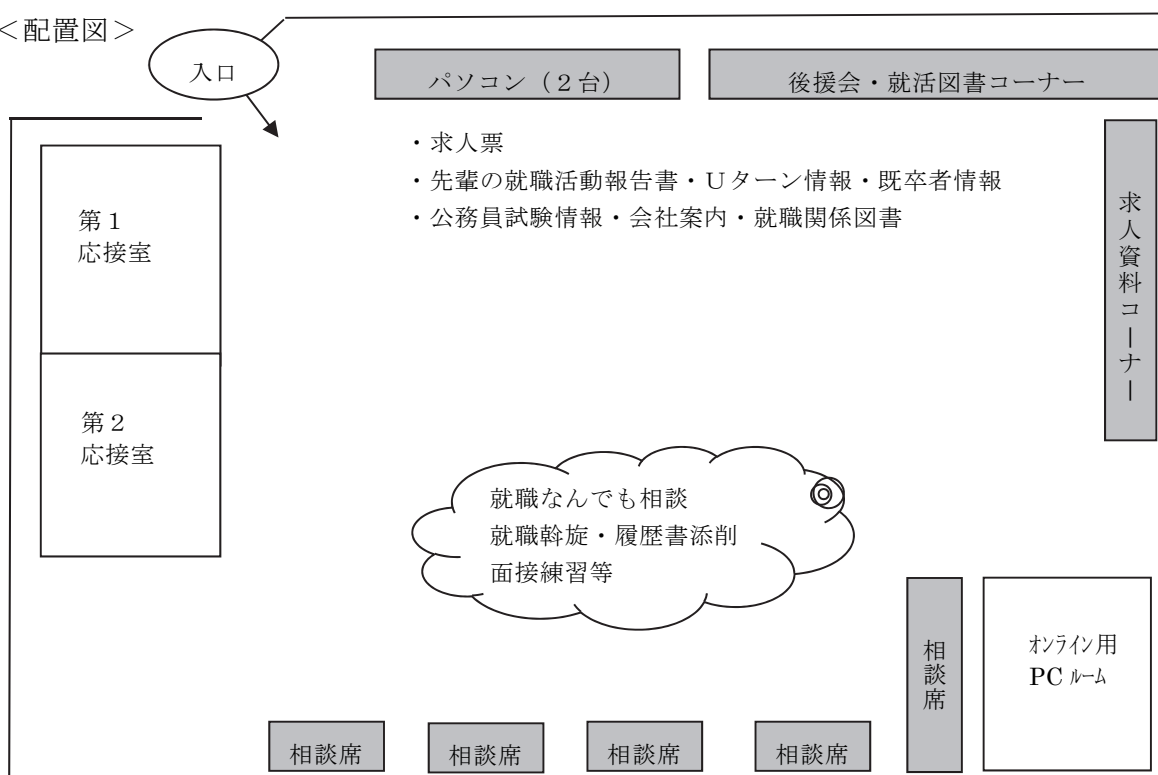 ＜配置図＞
入口
パソコン（２台）
後援会・就活図書コーナー
・求人票
・先輩の就職活動報告書・Ｕターン情報・既卒者情報
・公務員試験情報・会社案内・就職関係図書
求人資料コーナー
第１
応接室
第２
応接室
就職なんでも相談
就職斡旋・履歴書添削
面接練習等
◎
相談席
ｵﾝﾗｲﾝ用
PC ﾙｰﾑ
相談席
相談席
相談席
相談席